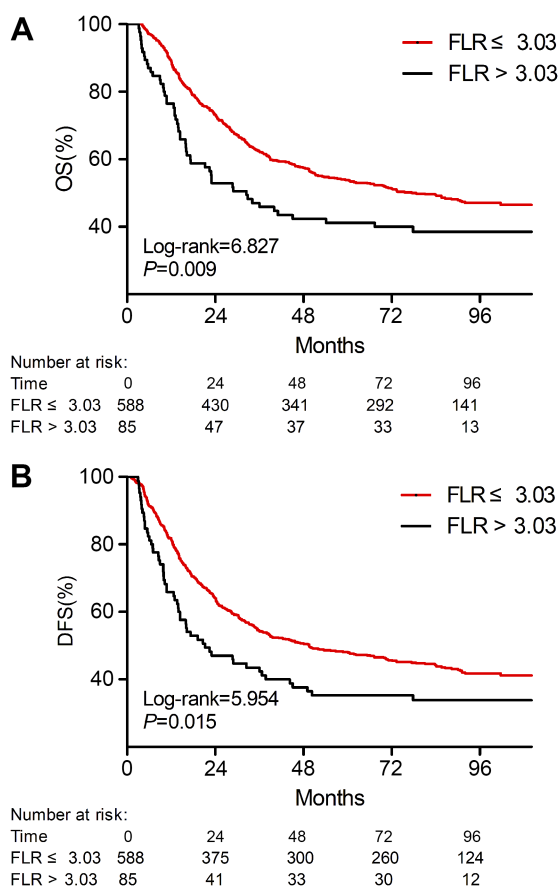 A
100
80
60
40
OS(%)
FLR ≤ 3.03
FLR > 3.03
Log-rank=6.827
P=0.009
0 24 48 72 96
Months
Number at risk:
Time 0 24 48 72 96
FLR ≤ 3.03 588 430 341 292 141
FLR > 3.03 85 47 37 33 13
B
100
80
60
40
DFS(%)
FLR ≤ 3.03
FLR > 3.03
Log-rank=5.954
P=0.015
0 24 48 72 96
Months
Number at risk:
Time 0 24 48 72 96
FLR ≤ 3.03 588 375 300 260 124
FLR > 3.03 85 41 33 30 12